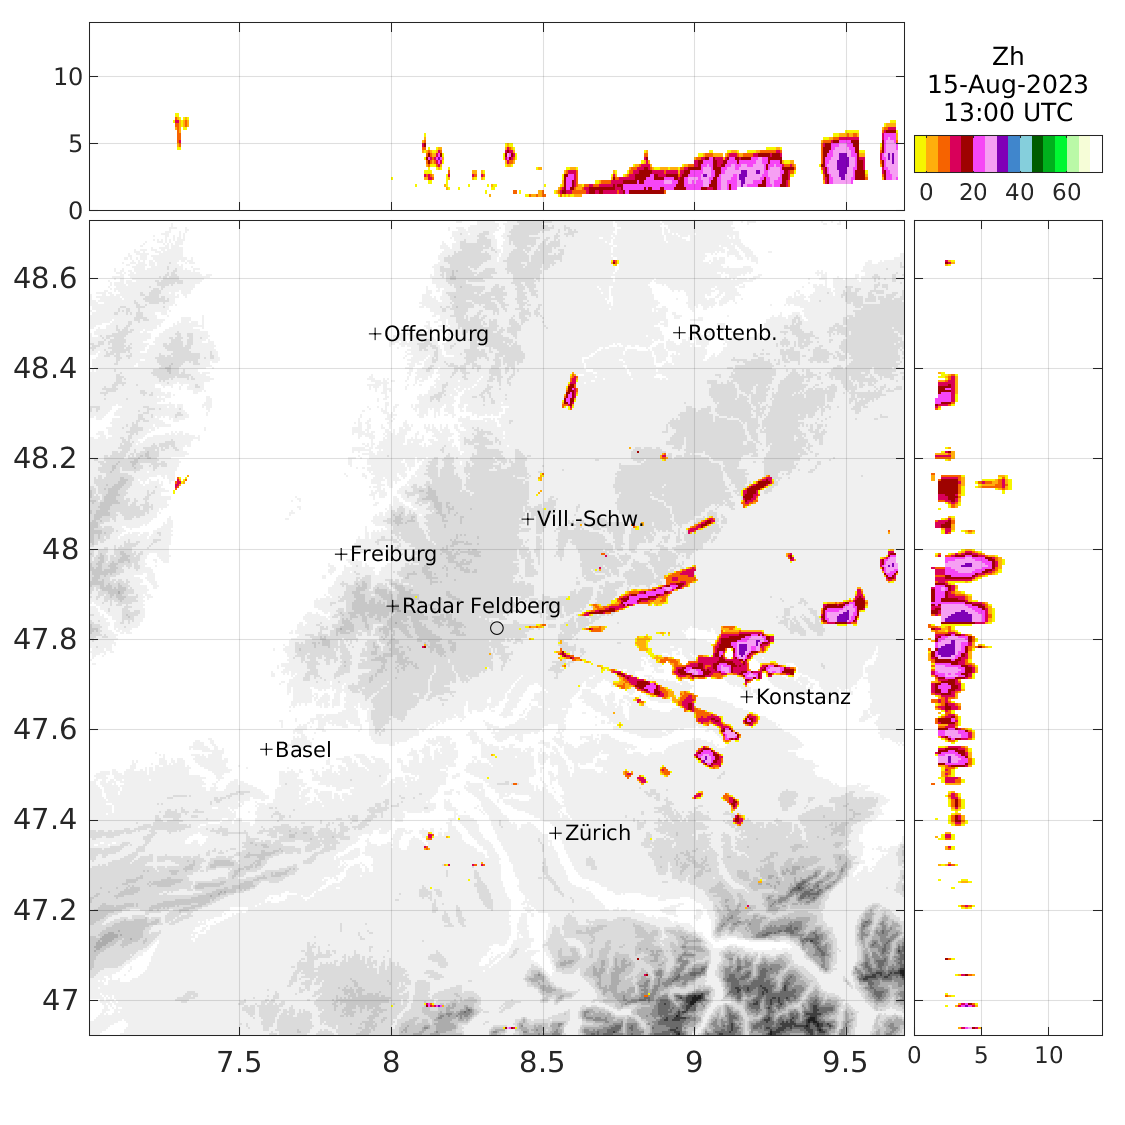 Zh
15-Aug-2023
13:00 UTC
10
5
0
0 20 40 60
48.6
48.4
48.2
48
47.8
47.6
47.4
47.2
47
+Offenburg
+Rottenb.
+Vill.-Schw.
+Freiburg
+Radar Feldberg
+Konstanz
+Basel
+Zürich
7.5 8 8.5 9 9.5
0 5 10